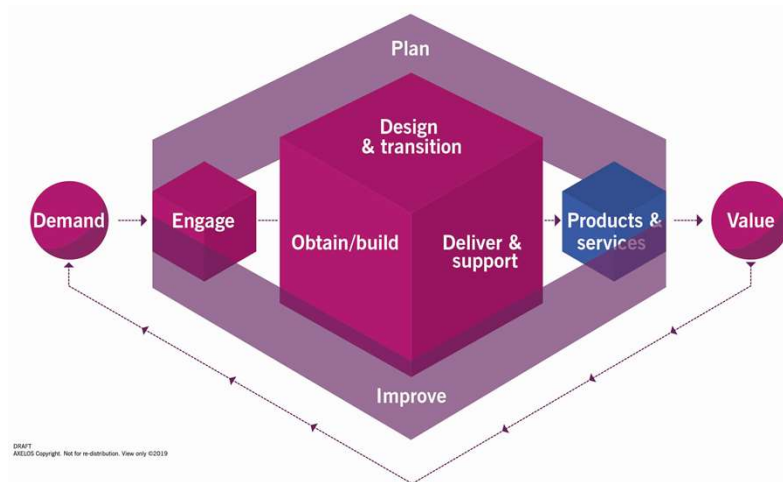 Plan
Design
& transition
Demand
Engage
Obtain/build
Deliver &
support
Products &
services
Value
Improve
DRAFT
AXELOS Copyright. Not for re-distribution. View only ©2019